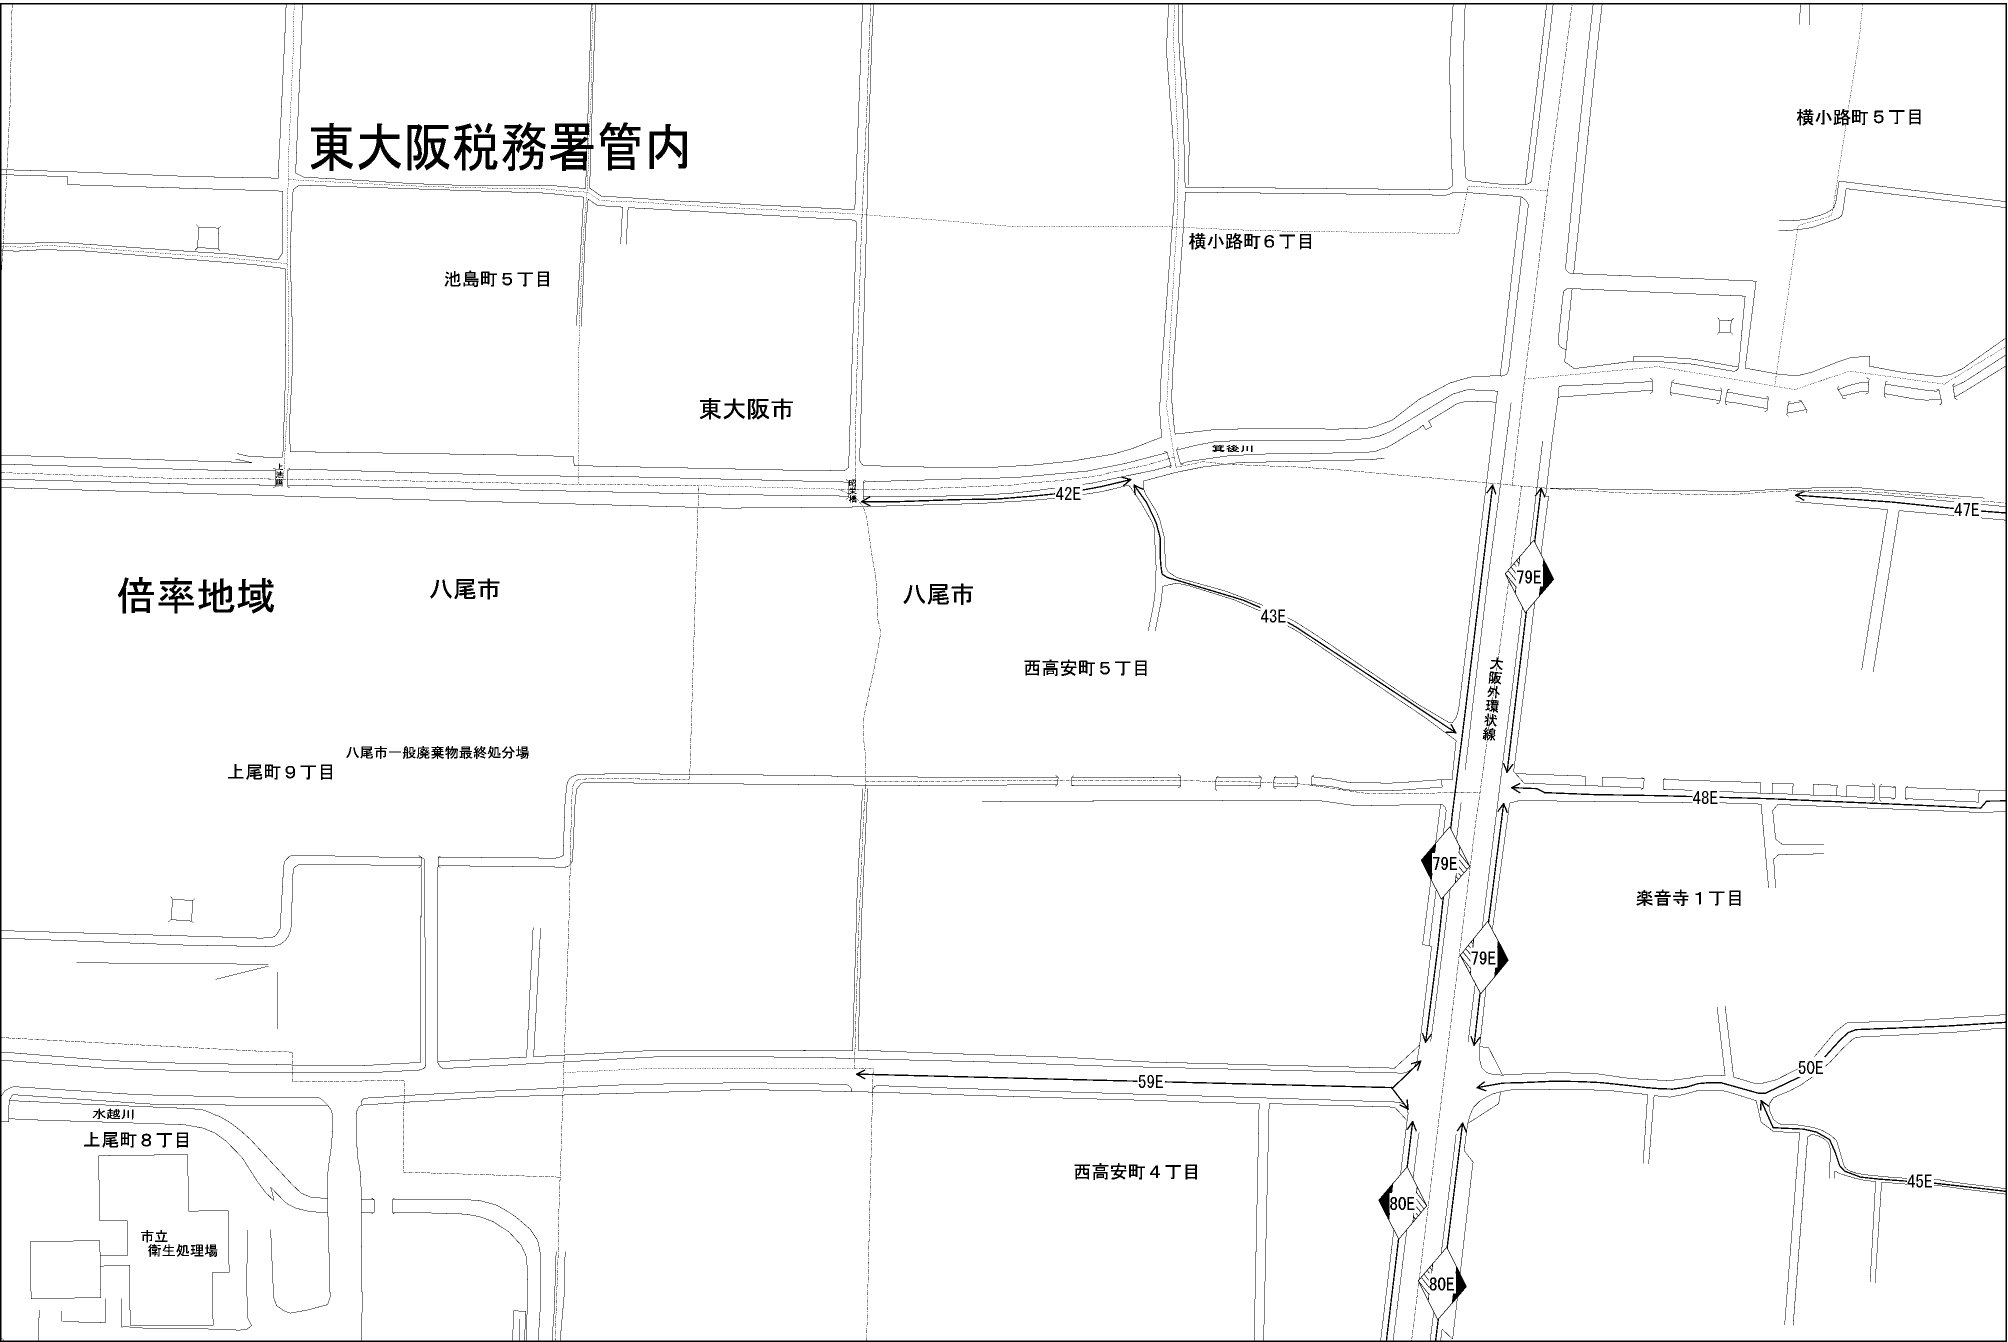 横小路町５丁目
東大阪税務署管内
横小路町６丁目
池島町５丁目
東大阪市
箕後川
42E
47E
79E
倍率地域
八尾市
八尾市
43E
西高安町５丁目
大阪外環状線
八尾市一般廃棄物最終処分場
上尾町９丁目
48E
79E
楽音寺１丁目
79E
50E
59E
水越川
上尾町８丁目
西高安町４丁目
45E
80E
市立
衛生処理場
80E